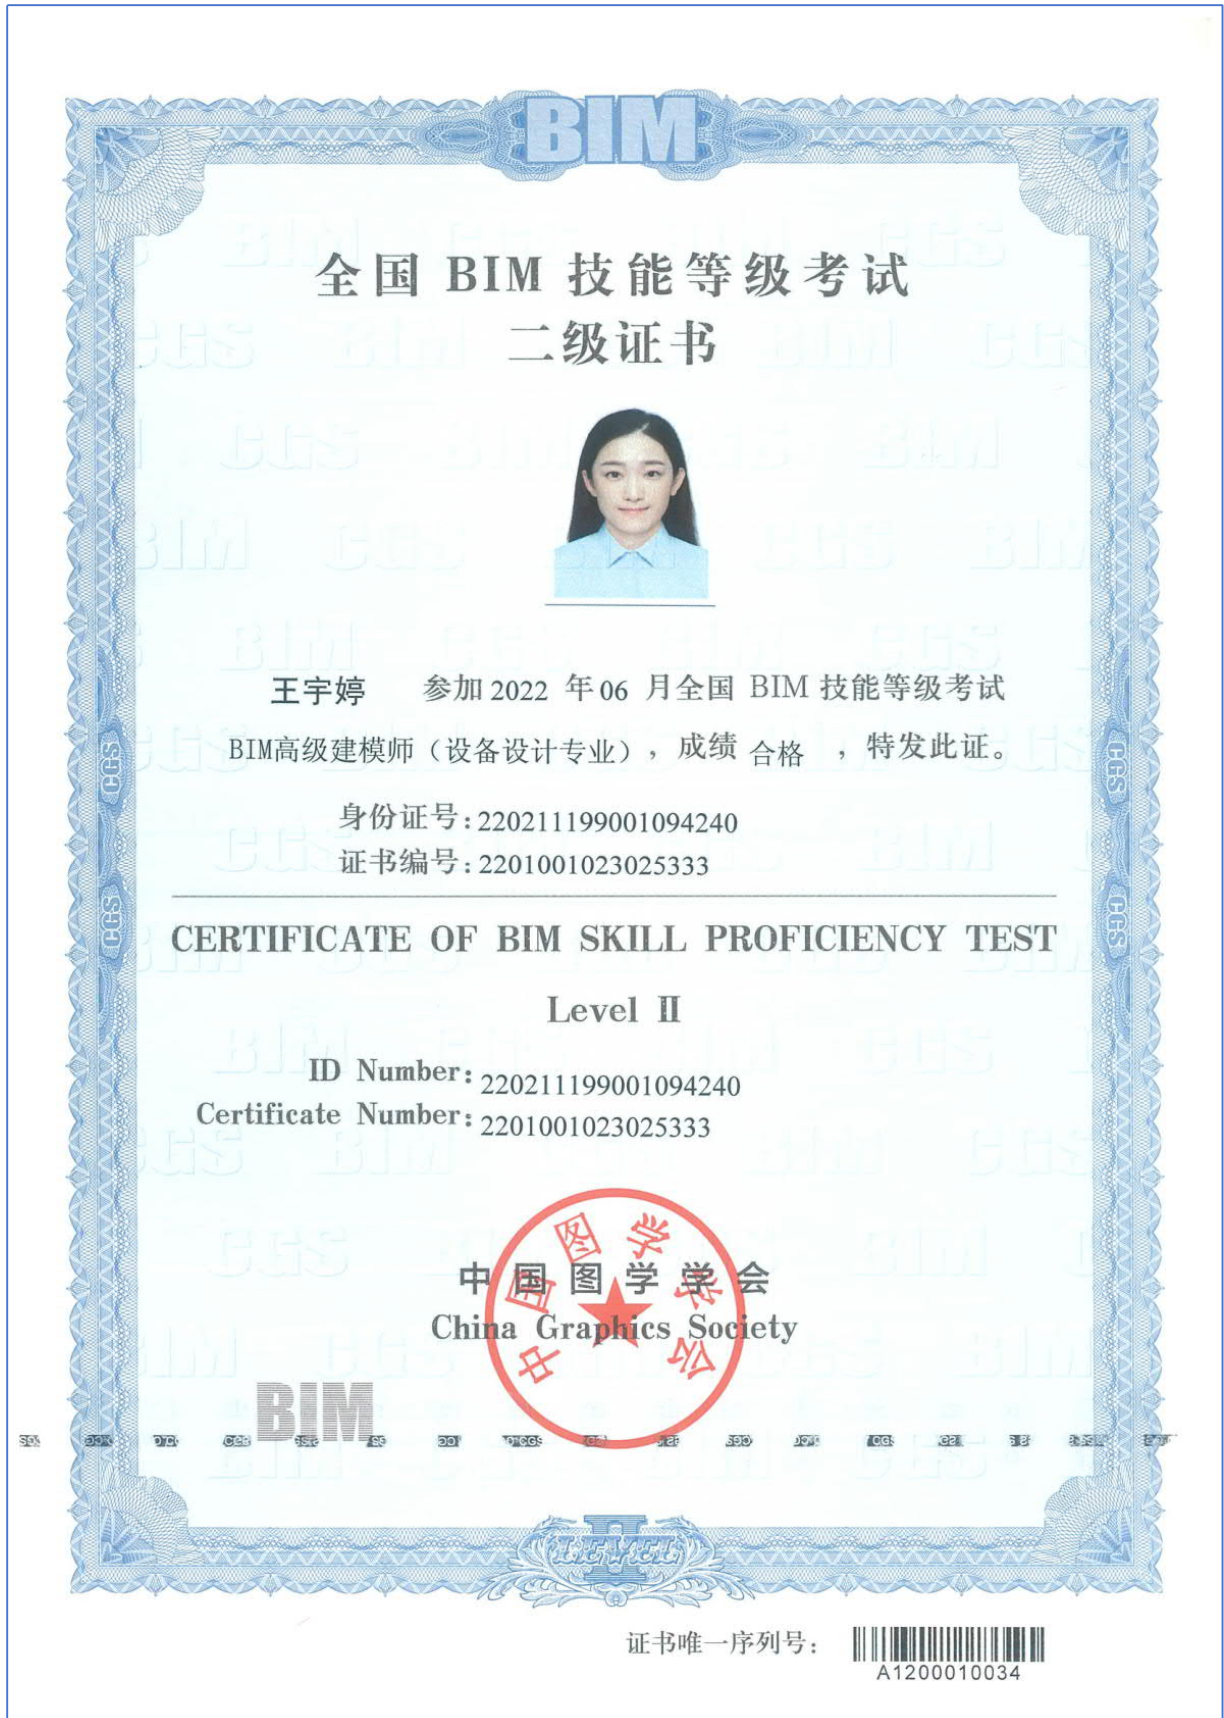 BIM
全国 BIM 技能等级考试
二级证书
王宇婷 参加 2022 年 06 月全国 BIM 技能等级考试
BIM高级建模师（设备设计专业），成绩 合格 ，特发此证。
身份证号：220211199001094240
证书编号：2201001023025333
CERTIFICATE OF BIM SKILL PROFICIENCY TEST
Level Ⅱ
ID Number: 220211199001094240
Certificate Number: 2201001023025333
中国图学学会
中国图学学会
China Graphics Society
BIM
CGS
CGS
CGS
CGS
Ⅱ
LEVEL
证书唯一序列号：
A1200010034